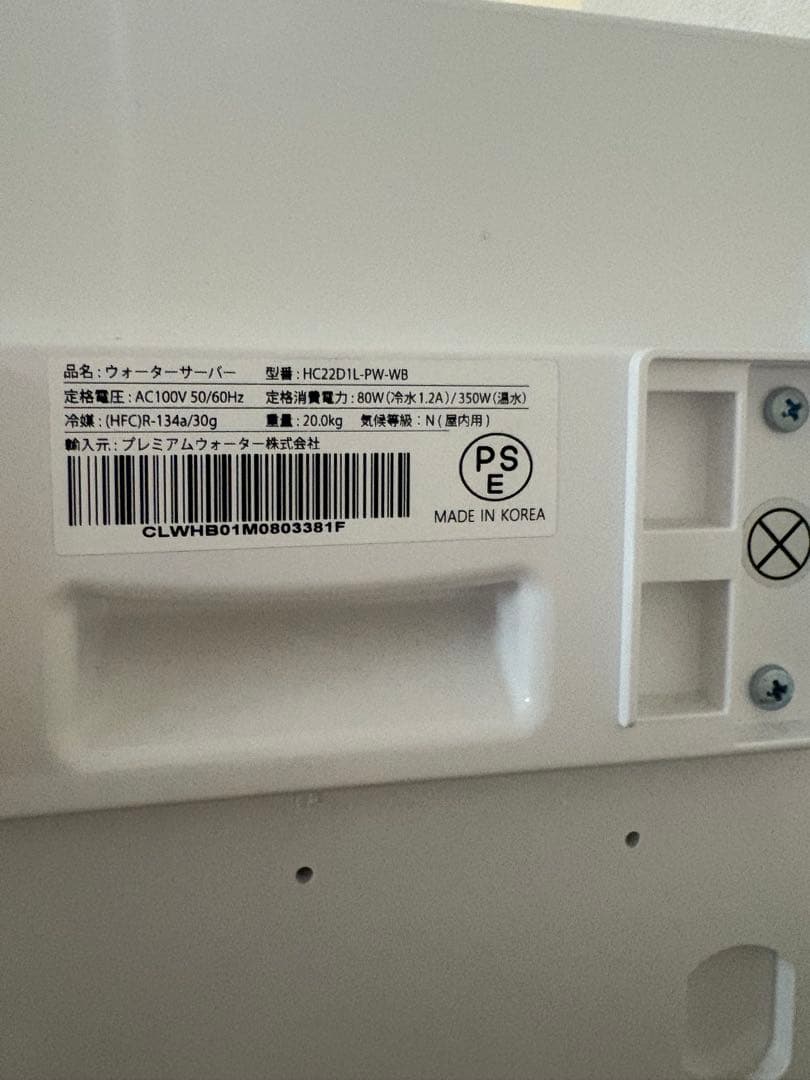 品名 : ウォーターサーバー 型番 : HC22D1L-PW-WB
定格電圧 : AC100V 50/60Hz 定格消費電力 : 80W(冷水1.2A) / 350W(温水)
冷媒 : (HFC)R-134a/30g 重量 : 20.0kg 気候等級 : N ( 屋内用 )
輸入元 : プレミアムウォーター株式会社
PS
E
CLWHB01M0803381F
MADE IN KOREA